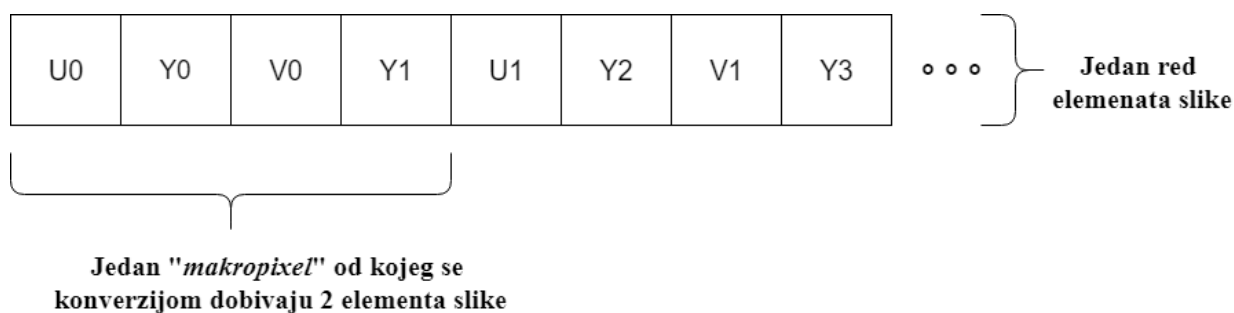 U0 Y0 V0 Y1 U1 Y2 V1 Y3
Jedan red
elemenata slike
Jedan "makropixel" od kojeg se
konverzijom dobivaju 2 elementa slike